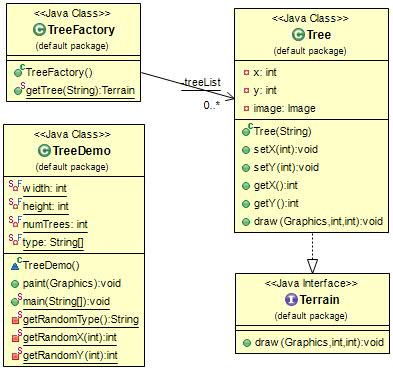 <<Java Class>>
TreeFactory
(default package)
TreeFactory()
getTree(String):Terrain
treeList
0..*
<<Java Class>>
Tree
(default package)
x: int
y: int
image: Image
Tree(String)
setX(int):void
setY(int):void
getX():int
getY():int
draw(Graphics,int,int):void
<<Java Class>>
TreeDemo
(default package)
width: int
height: int
numTrees: int
type: String[]
TreeDemo()
paint(Graphics):void
main(String[]):void
getRandomType():String
getRandomX(int):int
getRandomY(int):int
<<Java Interface>>
Terrain
(default package)
draw(Graphics,int,int):void